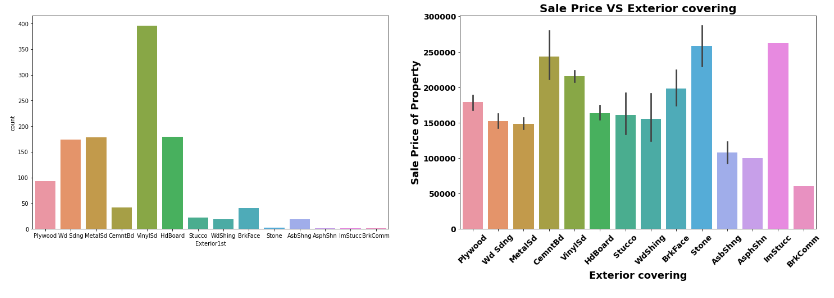 400
350
300
250
200
150
100
50
0
count
Plywood Wd Sdng MetalSd CemntBd VinylSd HdBoard Stucco WdShing BrkFace Stone AsbShng AsphShn ImStucc BrkComm
Exterior1st
Sale Price VS Exterior covering
300000
250000
200000
150000
100000
50000
0
Sale Price of Property
Plywood Wd Sdng MetalSd CemntBd VinylSd HdBoard Stucco WdShing BrkFace Stone AsbShng AsphShn ImStucc BrkComm
Exterior covering